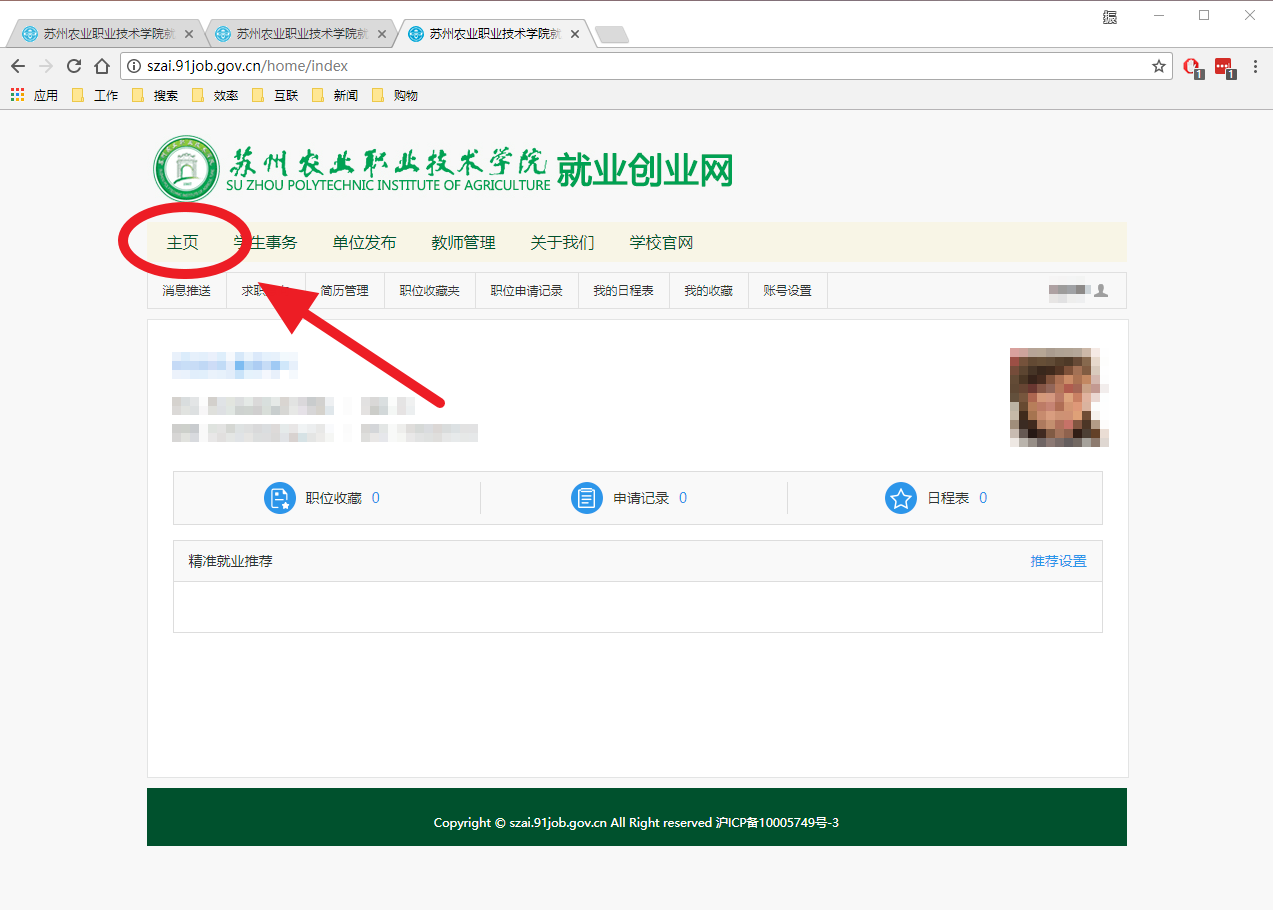 振
苏州农业职业技术学院就
苏州农业职业技术学院就
苏州农业职业技术学院就
szai.91job.gov.cn/home/index
1
1
应用 工作 搜索 效率 互联 新闻 购物
苏州农业职业技术学院 就业创业网
SU ZHOU POLYTECHNIC INSTITUTE OF AGRICULTURE
主页 学生事务 单位发布 教师管理 关于我们 学校官网
消息推送 求职 简历管理 职位收藏夹 职位申请记录 我的日程表 我的收藏 账号设置
职位收藏 0 申请记录 0 日程表 0
精准就业推荐 推荐设置
Copyright © szai.91job.gov.cn All Right reserved 沪ICP备10005749号-3